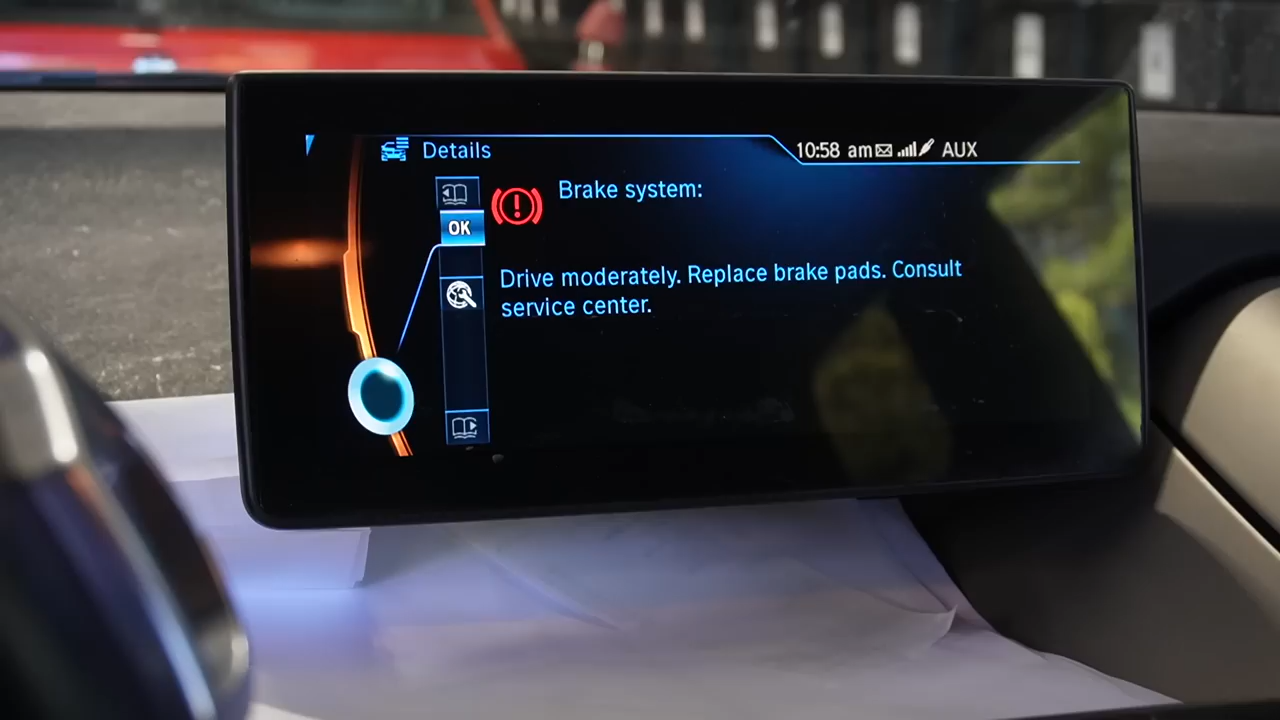 Details
10:58 am AUX
Brake system:
OK
Drive moderately. Replace brake pads. Consult
service center.